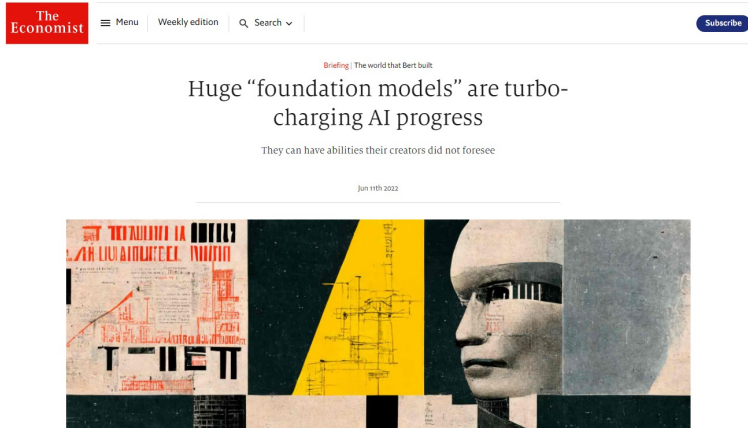 The
Economist
Menu
Weekly edition
Search
Subscribe
Briefing | The world that Bert built
Huge “foundation models” are turbo-
charging AI progress
They can have abilities their creators did not foresee
Jun 11th 2022